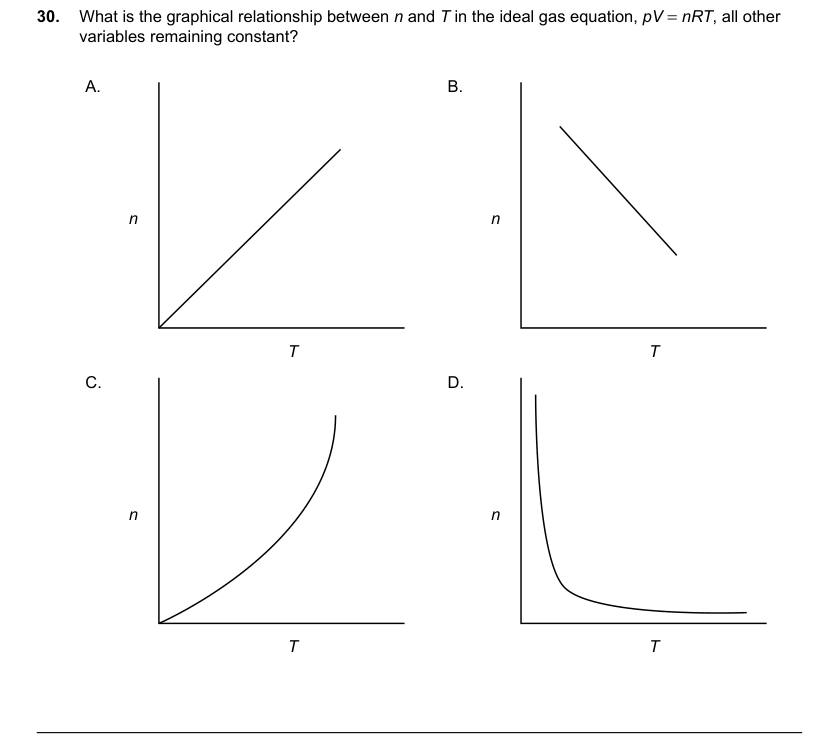 30. What is the graphical relationship between n and T in the ideal gas equation, pV = nRT, all other
variables remaining constant?
A.
n
T
B.
n
T
C.
n
T
D.
n
T